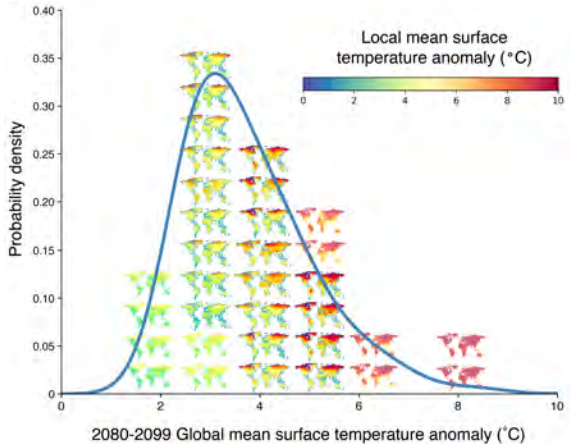 0.40
0.35
0.30
0.25
0.20
0.15
0.10
0.05
0
Probability density
Local mean surface
temperature anomaly (°C)
0 2 4 6 8 10
0 2 4 6 8 10
2080-2099 Global mean surface temperature anomaly (°C)